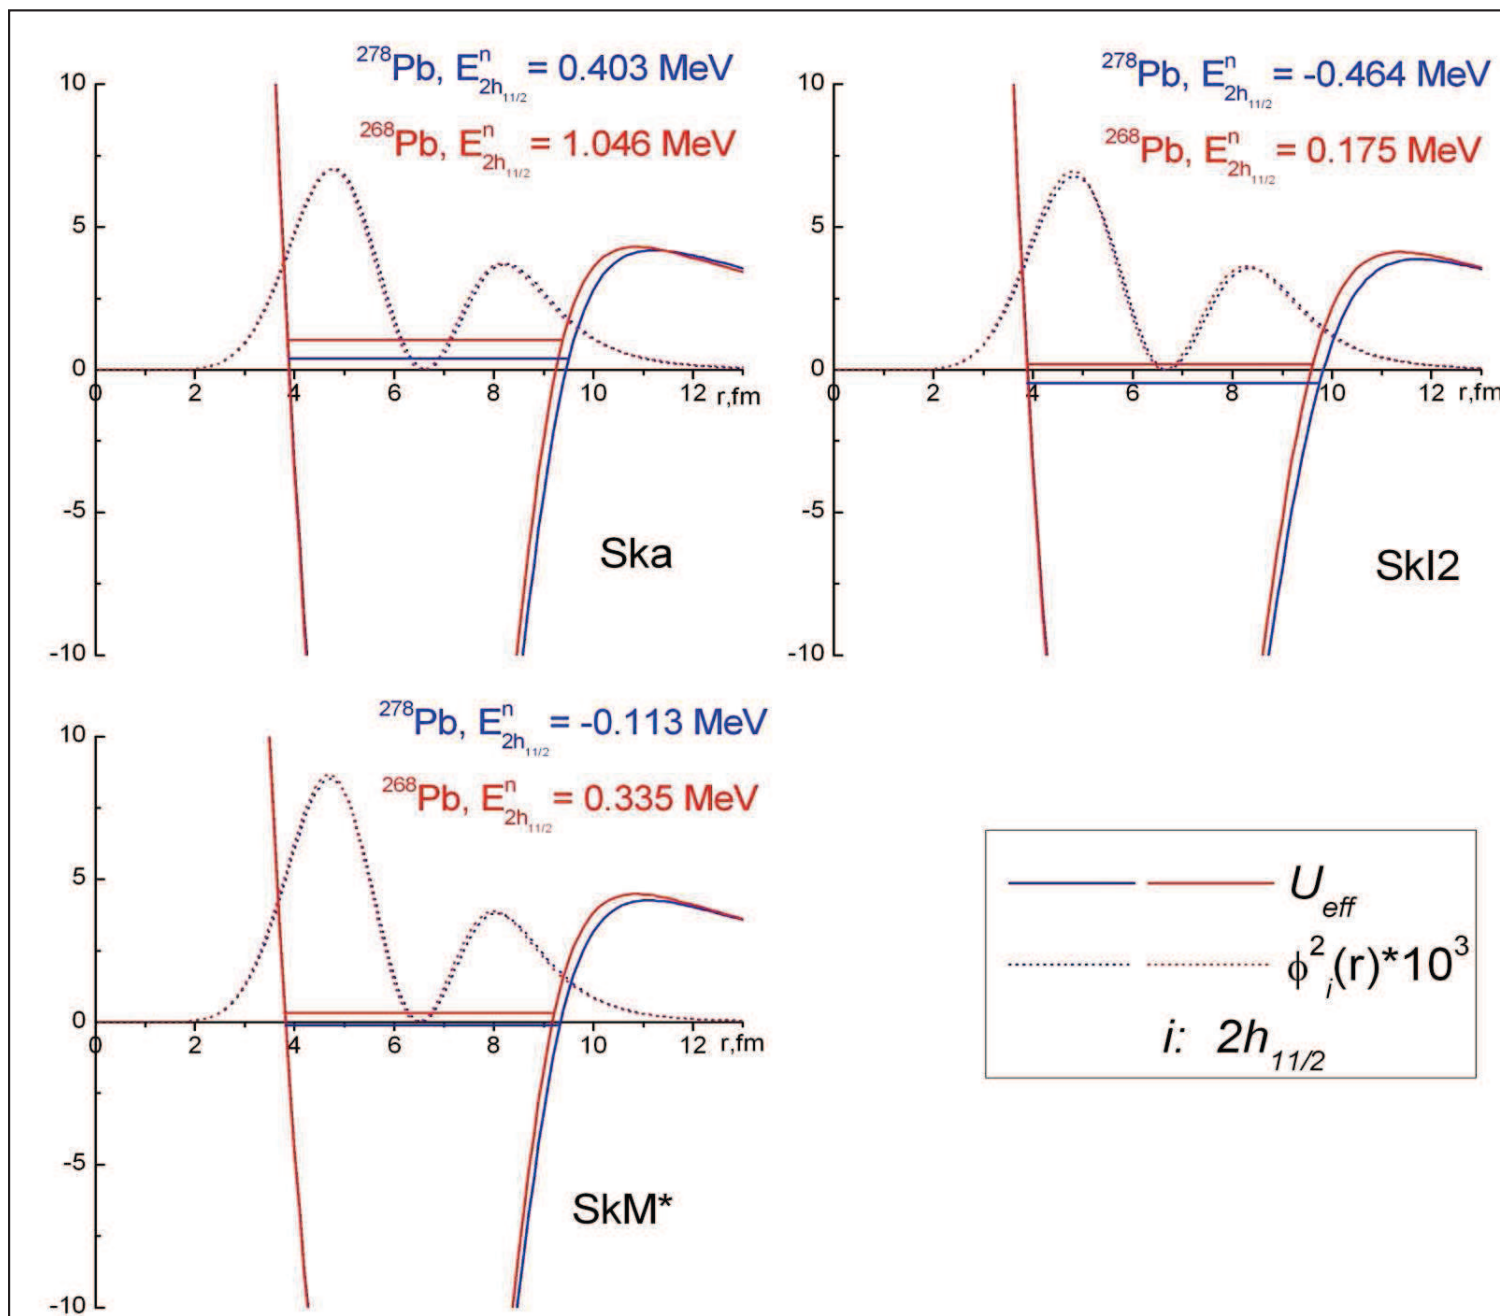 ²⁷⁸Pb, Eⁿ₂ₕ₁₁/₂ = 0.403 MeV
²⁶⁸Pb, Eⁿ₂ₕ₁₁/₂ = 1.046 MeV
10
5
0
-5
-10
0 2 4 6 8 10 12 r,fm
Ska
²⁷⁸Pb, Eⁿ₂ₕ₁₁/₂ = -0.464 MeV
²⁶⁸Pb, Eⁿ₂ₕ₁₁/₂ = 0.175 MeV
10
5
0
-5
-10
0 2 4 6 8 10 12 r,fm
SkI2
²⁷⁸Pb, Eⁿ₂ₕ₁₁/₂ = -0.113 MeV
²⁶⁸Pb, Eⁿ₂ₕ₁₁/₂ = 0.335 MeV
10
5
0
-5
-10
0 2 4 6 8 10 12 r,fm
SkM*
U_eff
ϕ²ᵢ(r)*10³
i: 2h₁₁/₂